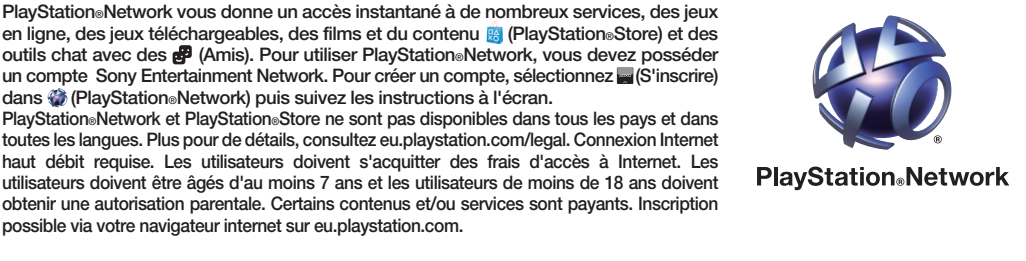 PlayStation®Network vous donne un accès instantané à de nombreux services, des jeux
en ligne, des jeux téléchargeables, des films et du contenu (PlayStation®Store) et des
outils chat avec des (Amis). Pour utiliser PlayStation®Network, vous devez posséder
un compte Sony Entertainment Network. Pour créer un compte, sélectionnez (S'inscrire)
dans (PlayStation®Network) puis suivez les instructions à l'écran.
PlayStation®Network et PlayStation®Store ne sont pas disponibles dans tous les pays et dans
toutes les langues. Plus pour de détails, consultez eu.playstation.com/legal. Connexion Internet
haut débit requise. Les utilisateurs doivent s'acquitter des frais d'accès à Internet. Les
utilisateurs doivent être âgés d'au moins 7 ans et les utilisateurs de moins de 18 ans doivent
obtenir une autorisation parentale. Certains contenus et/ou services sont payants. Inscription
possible via votre navigateur internet sur eu.playstation.com.
®
PlayStation®Network